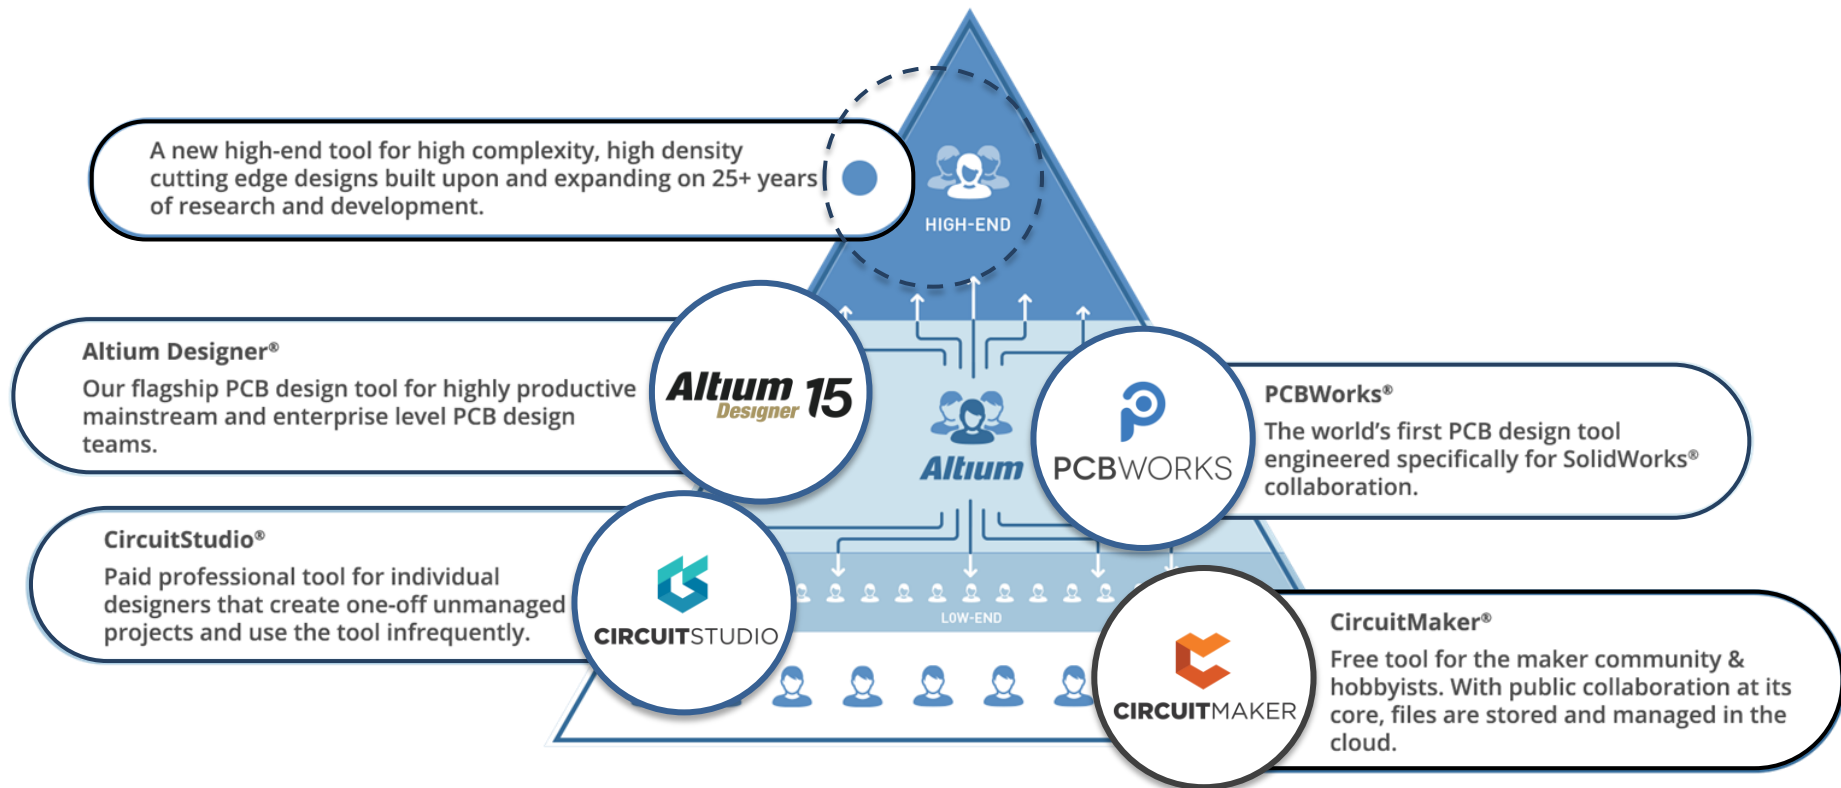 A new high-end tool for high complexity, high density
cutting edge designs built upon and expanding on 25+ years
of research and development.
HIGH-END
Altium Designer®
Our flagship PCB design tool for highly productive
mainstream and enterprise level PCB design
teams.
Altium
Designer 15
Altium
PCBWORKS
PCBWorks®
The world’s first PCB design tool
engineered specifically for SolidWorks®
collaboration.
CircuitStudio®
Paid professional tool for individual
designers that create one-off unmanaged
projects and use the tool infrequently.
CIRCUITSTUDIO
LOW-END
CIRCUITMAKER
CircuitMaker®
Free tool for the maker community &
hobbyists. With public collaboration at its
core, files are stored and managed in the
cloud.